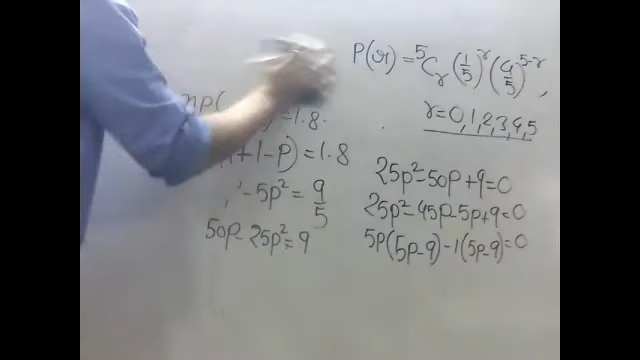 np(
= 1.8.
+1-P) = 1.8
- 5p² = 9/5
50p - 25p² = 9
P(r) = ⁵Cᵣ (1/5)ʳ (4/5)⁵⁻ʳ,
r = 0,1,2,3,4,5
25p² - 50p + 9 = 0
25p² - 45p - 5p + 9 = 0
5p(5p-9) - 1(5p-9) = 0